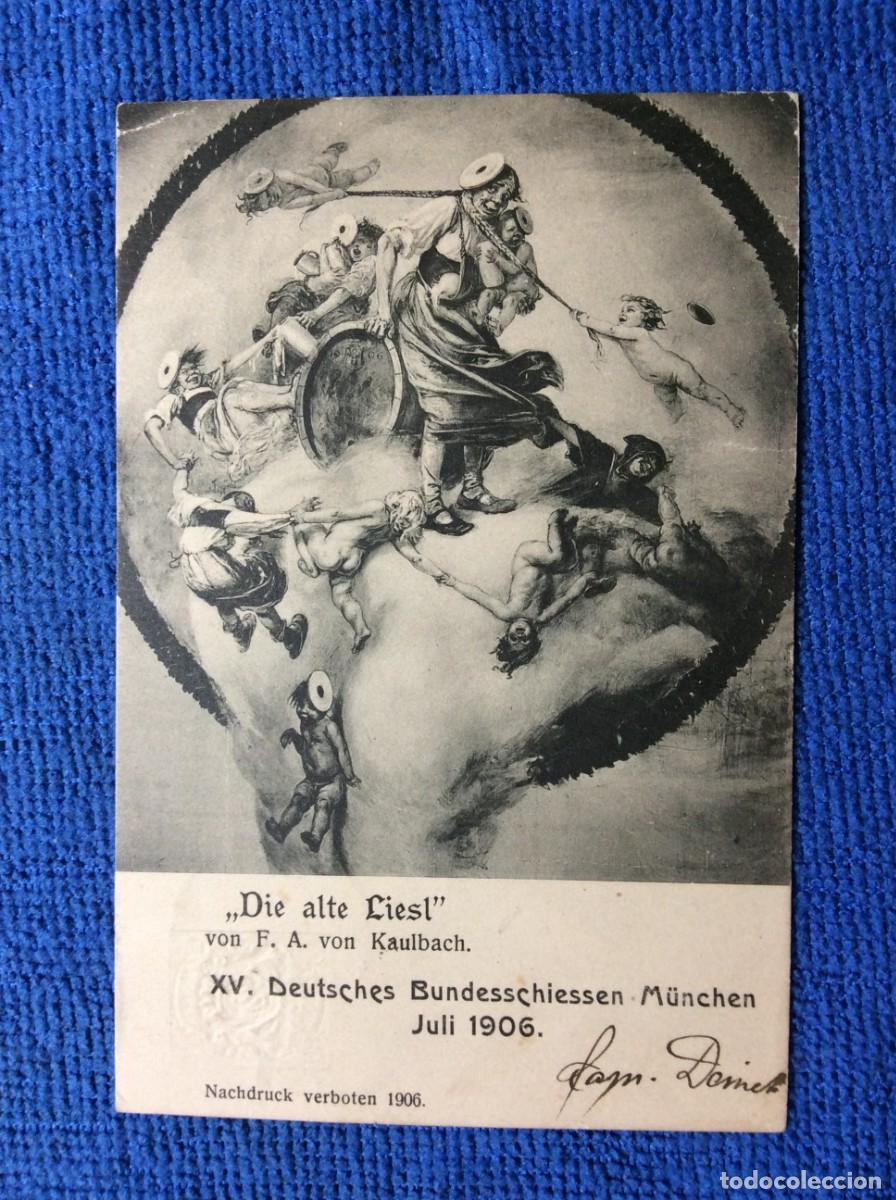 „Die alte Liesl”
von F. A. von Kaulbach.
XV. Deutsches Bundesschiessen München
Juli 1906.
Nachdruck verboten 1906.
todocoleccion